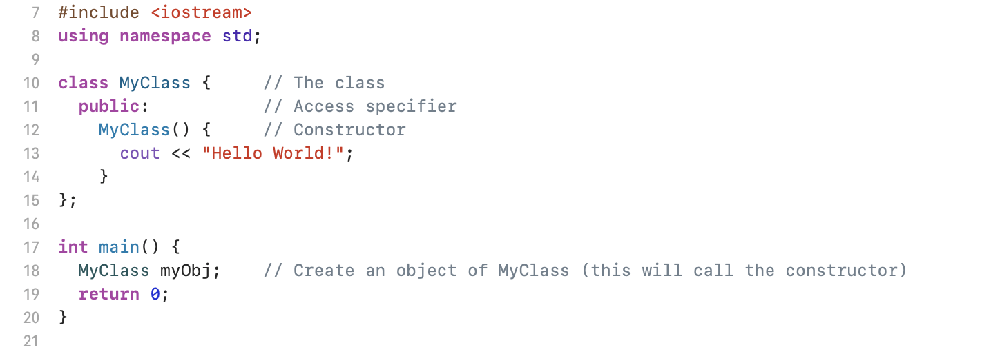 7 #include <iostream>
8 using namespace std;
9
10 class MyClass {     // The class
11   public:           // Access specifier
12     MyClass() {     // Constructor
13       cout << "Hello World!";
14     }
15 };
16
17 int main() {
18   MyClass myObj;    // Create an object of MyClass (this will call the constructor)
19   return 0;
20 }
21